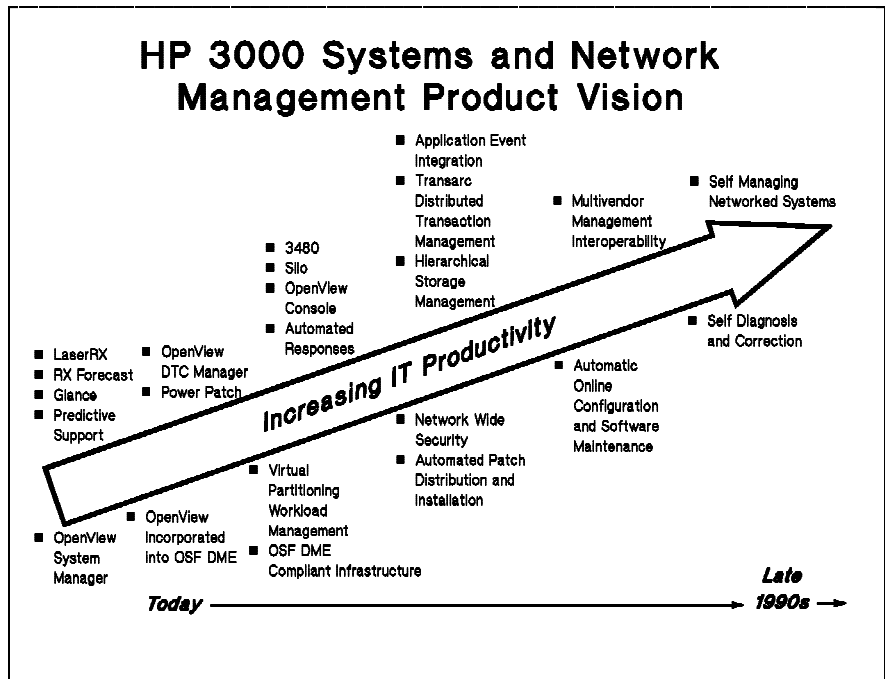 HP 3000 Systems and Network
Management Product Vision
■ LaserRX
■ RX Forecast
■ Glance
■ Predictive
Support
■ OpenView
DTC Manager
■ Power Patch
■ 3480
■ Silo
■ OpenView
Console
■ Automated
Responses
■ Application Event
Integration
■ Transarc
Distributed
Transaction
Management
■ Hierarchical
Storage
Management
■ Multivendor
Management
Interoperability
■ Self Managing
Networked Systems
Increasing IT Productivity
■ OpenView
System
Manager
■ OpenView
Incorporated
into OSF DME
■ Virtual
Partitioning
Workload
Management
■ OSF DME
Compliant Infrastructure
■ Network Wide
Security
■ Automated Patch
Distribution and
Installation
■ Automatic
Online
Configuration
and Software
Maintenance
■ Self Diagnosis
and Correction
Today
Late
1990s